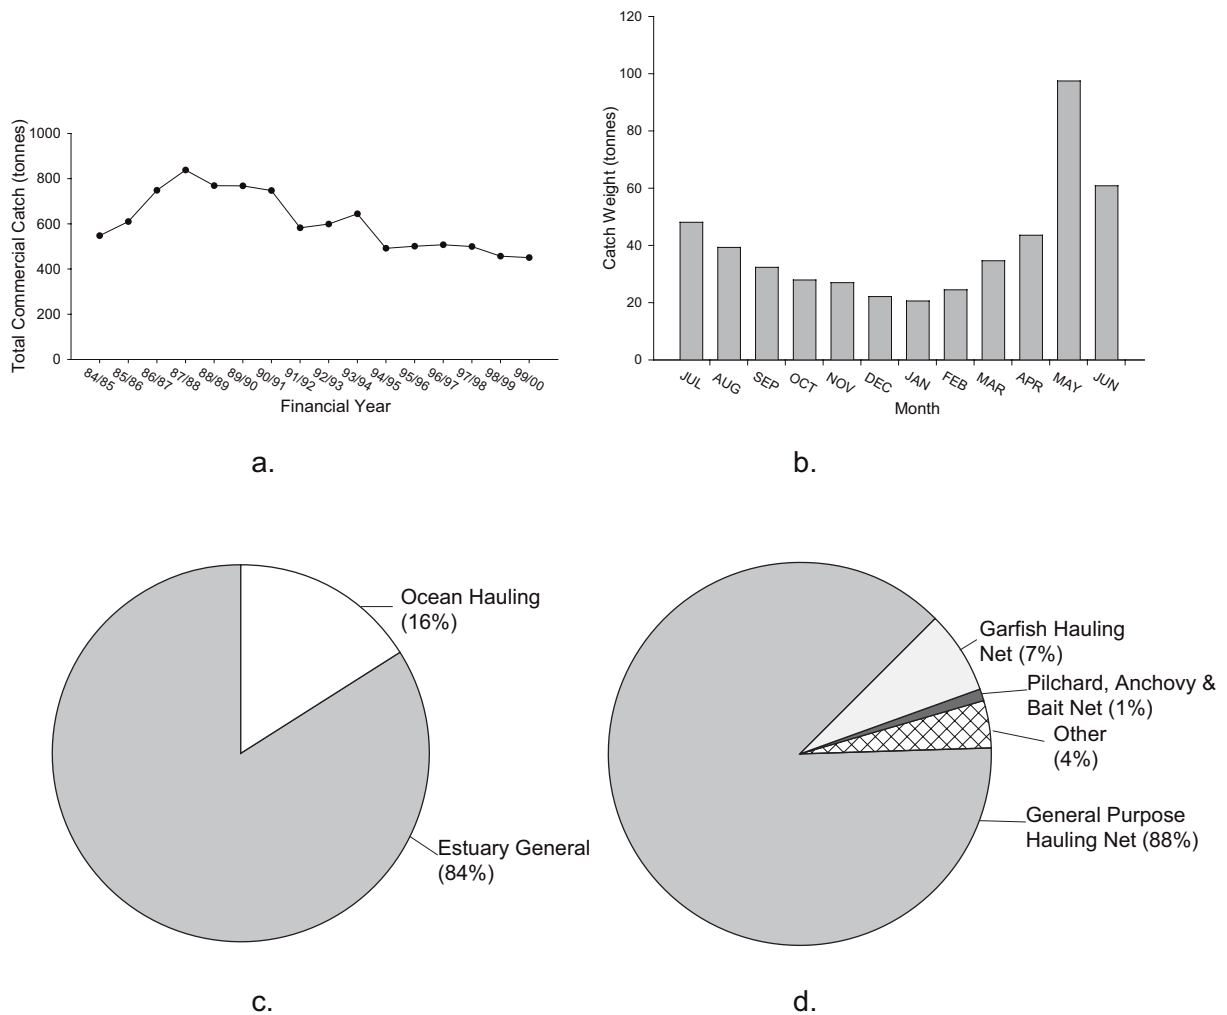 Total Commercial Catch (tonnes)
1000
800
600
400
200
0
84/85
85/86
86/87
87/88
88/89
89/90
90/91
91/92
92/93
93/94
94/95
95/96
96/97
97/98
98/99
99/00
Financial Year
a.
Catch Weight (tonnes)
120
100
80
60
40
20
0
JUL
AUG
SEP
OCT
NOV
DEC
JAN
FEB
MAR
APR
MAY
JUN
Month
b.
Ocean Hauling
(16%)
Estuary General
(84%)
c.
Garfish Hauling
Net (7%)
Pilchard, Anchovy &
Bait Net (1%)
Other
(4%)
General Purpose
Hauling Net (88%)
d.